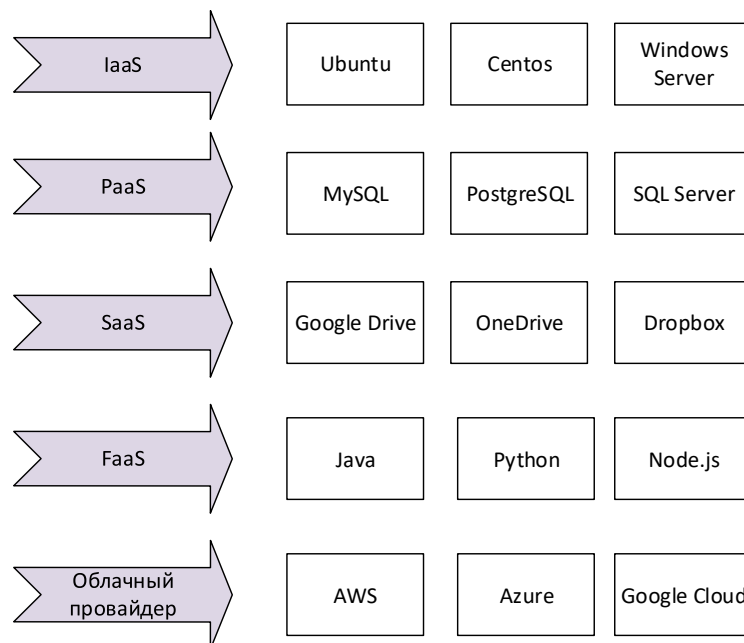 IaaS
Ubuntu
Centos
Windows
Server
PaaS
MySQL
PostgreSQL
SQL Server
SaaS
Google Drive
OneDrive
Dropbox
FaaS
Java
Python
Node.js
Облачный
провайдер
AWS
Azure
Google Cloud